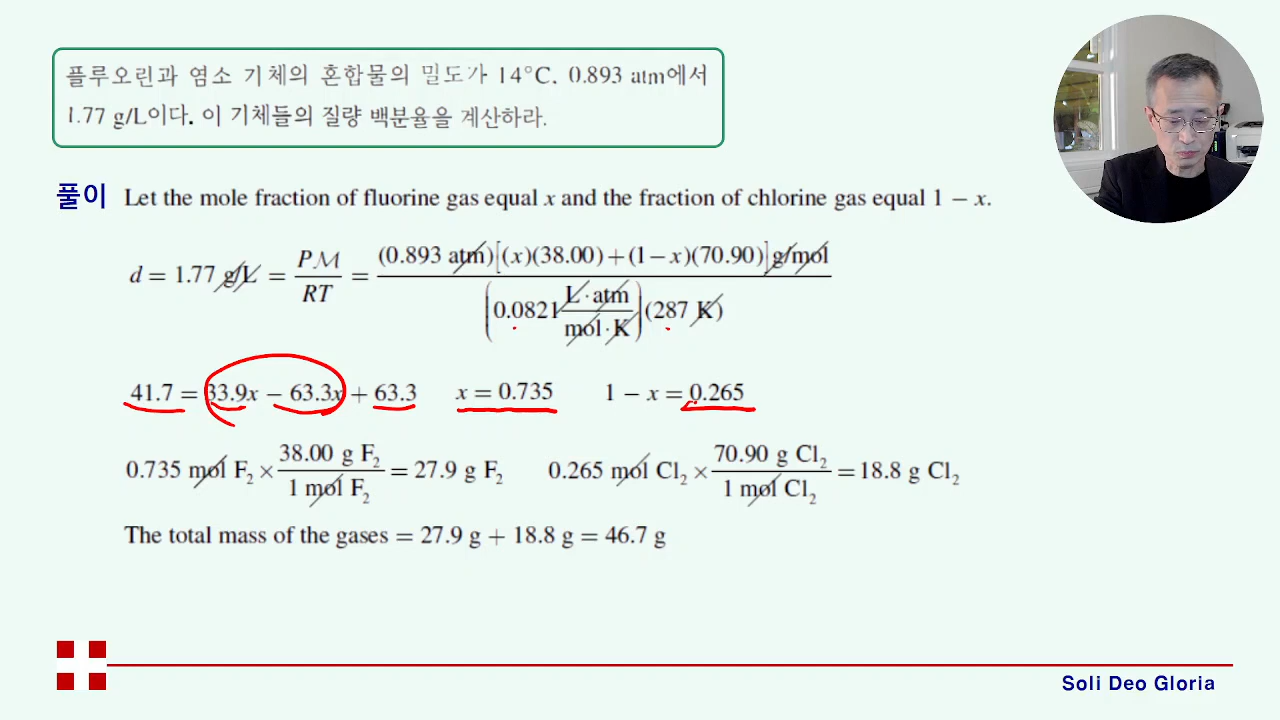 플루오린과 염소 기체의 혼합물의 밀도가 14°C. 0.893 atm에서
1.77 g/L이다. 이 기체들의 질량 백분율을 계산하라.
풀이 Let the mole fraction of fluorine gas equal x and the fraction of chlorine gas equal 1 − x.
d = 1.77 g/L = PM/RT = (0.893 atm)[(x)(38.00)+(1−x)(70.90)]g/mol / (0.0821 L·atm/mol·K)(287 K)
41.7 = 33.9x − 63.3x + 63.3 x = 0.735 1 − x = 0.265
0.735 mol F₂ × 38.00 g F₂ / 1 mol F₂ = 27.9 g F₂ 0.265 mol Cl₂ × 70.90 g Cl₂ / 1 mol Cl₂ = 18.8 g Cl₂
The total mass of the gases = 27.9 g + 18.8 g = 46.7 g
Soli Deo Gloria